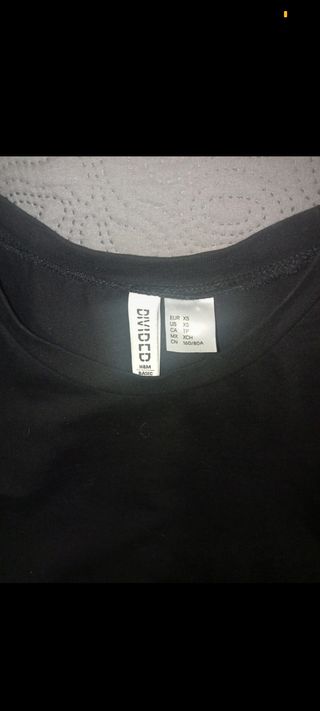 DIVIDED
H&M
BASIC
EUR XS
US XS
CA TP
MX XCH
CN 160/80A